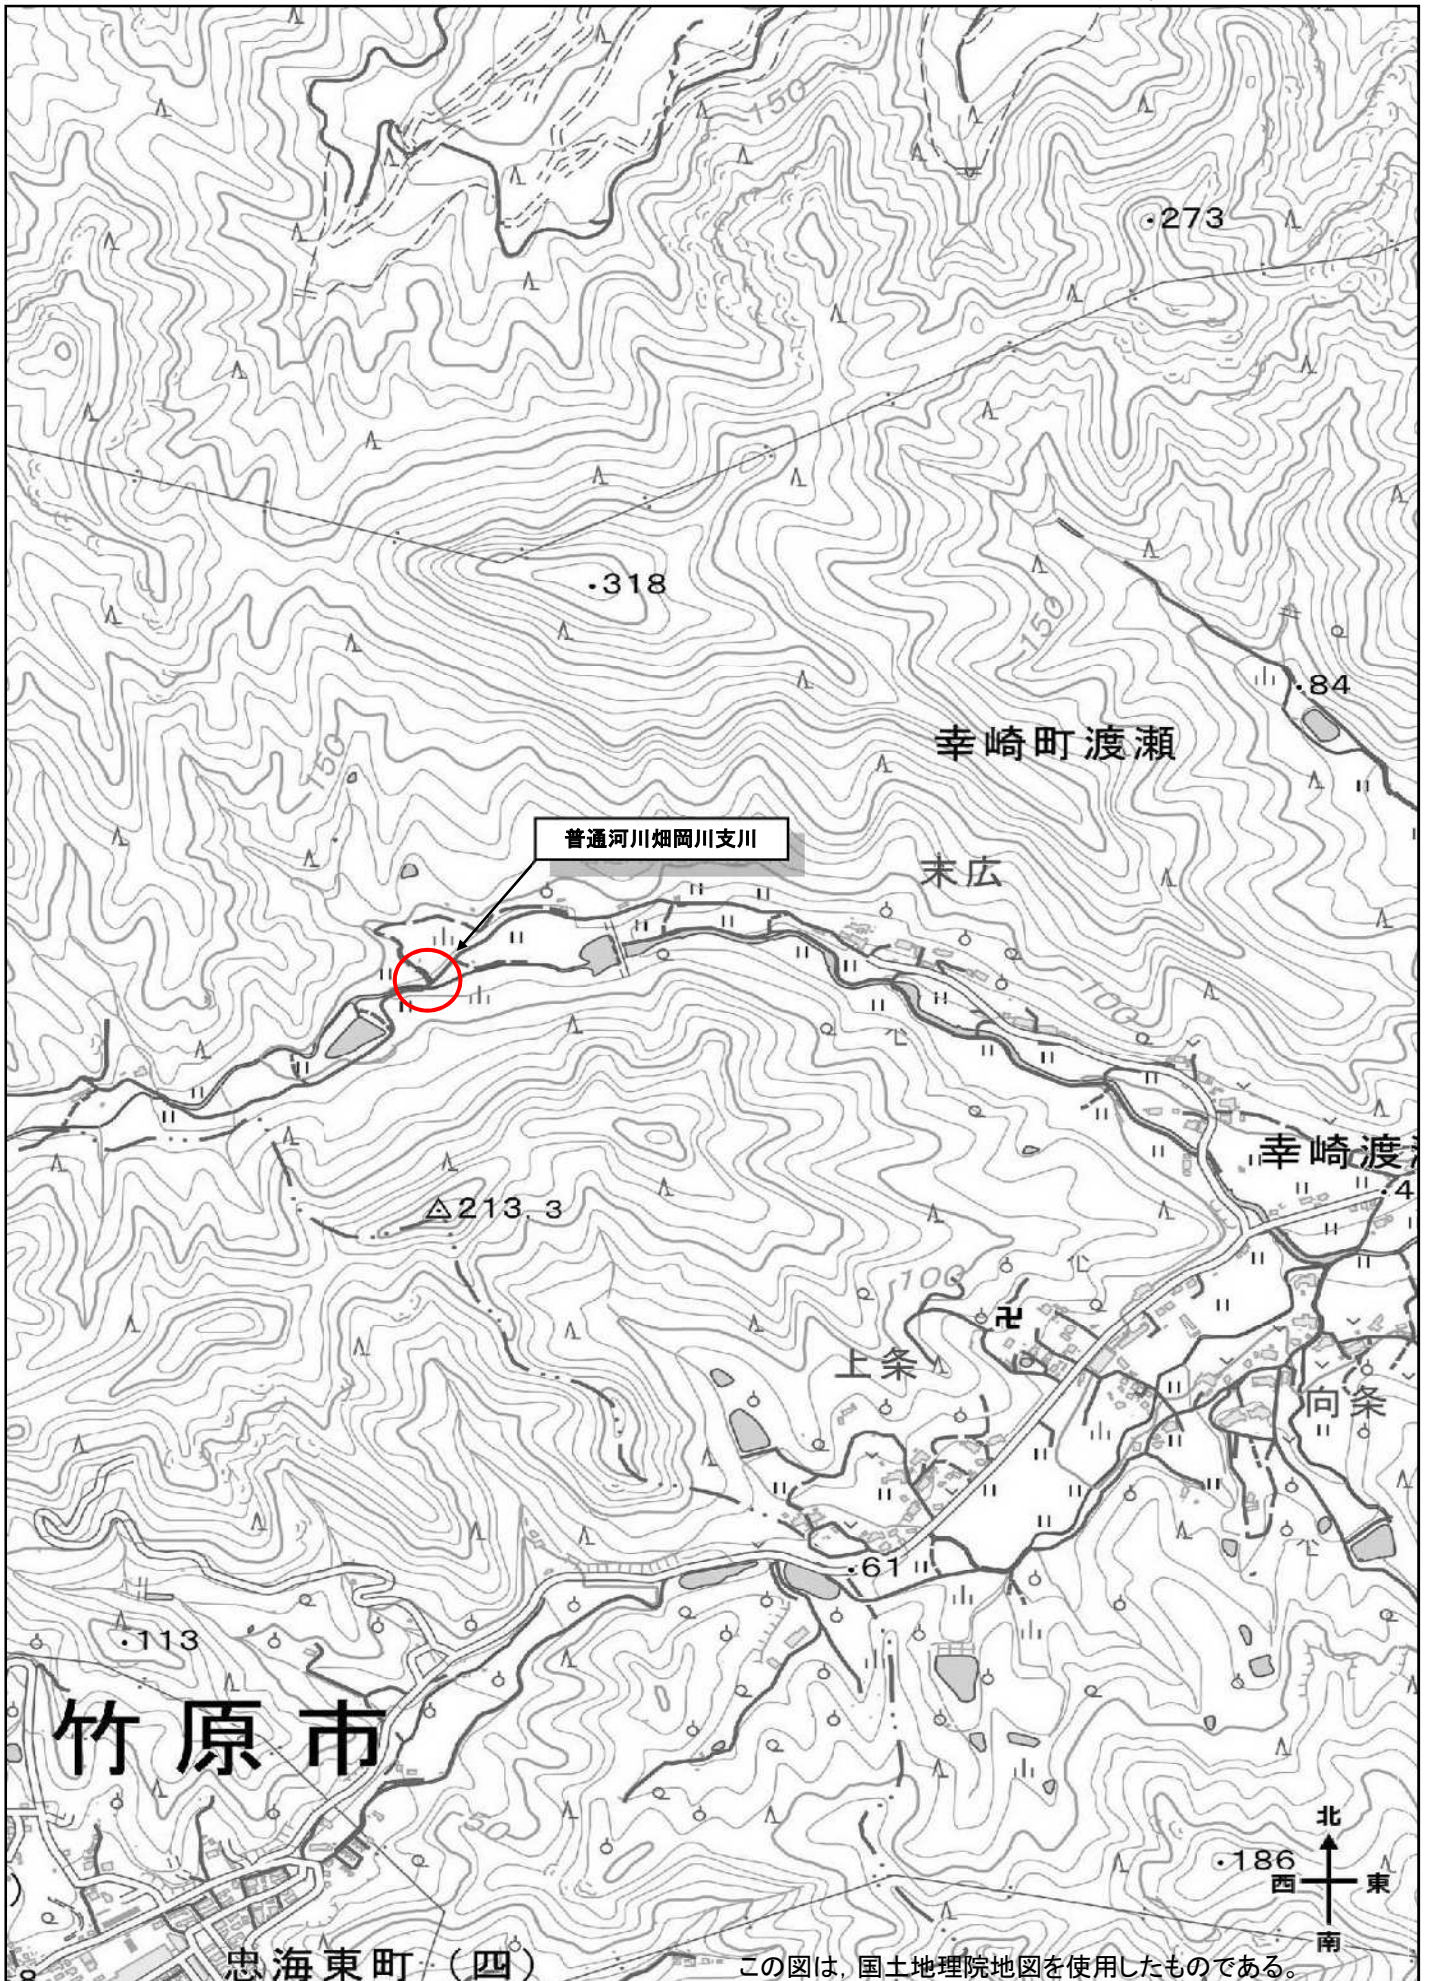 150
273
318
150
84
150
幸崎町渡瀬
普通河川畑岡川支川
末広
100
幸崎渡
4
213.3
100
卍
上条
向条
61
113
竹原市
50
北
186
西 東
南
忠海東町(四)
8
この図は，国土地理院地図を使用したものである。